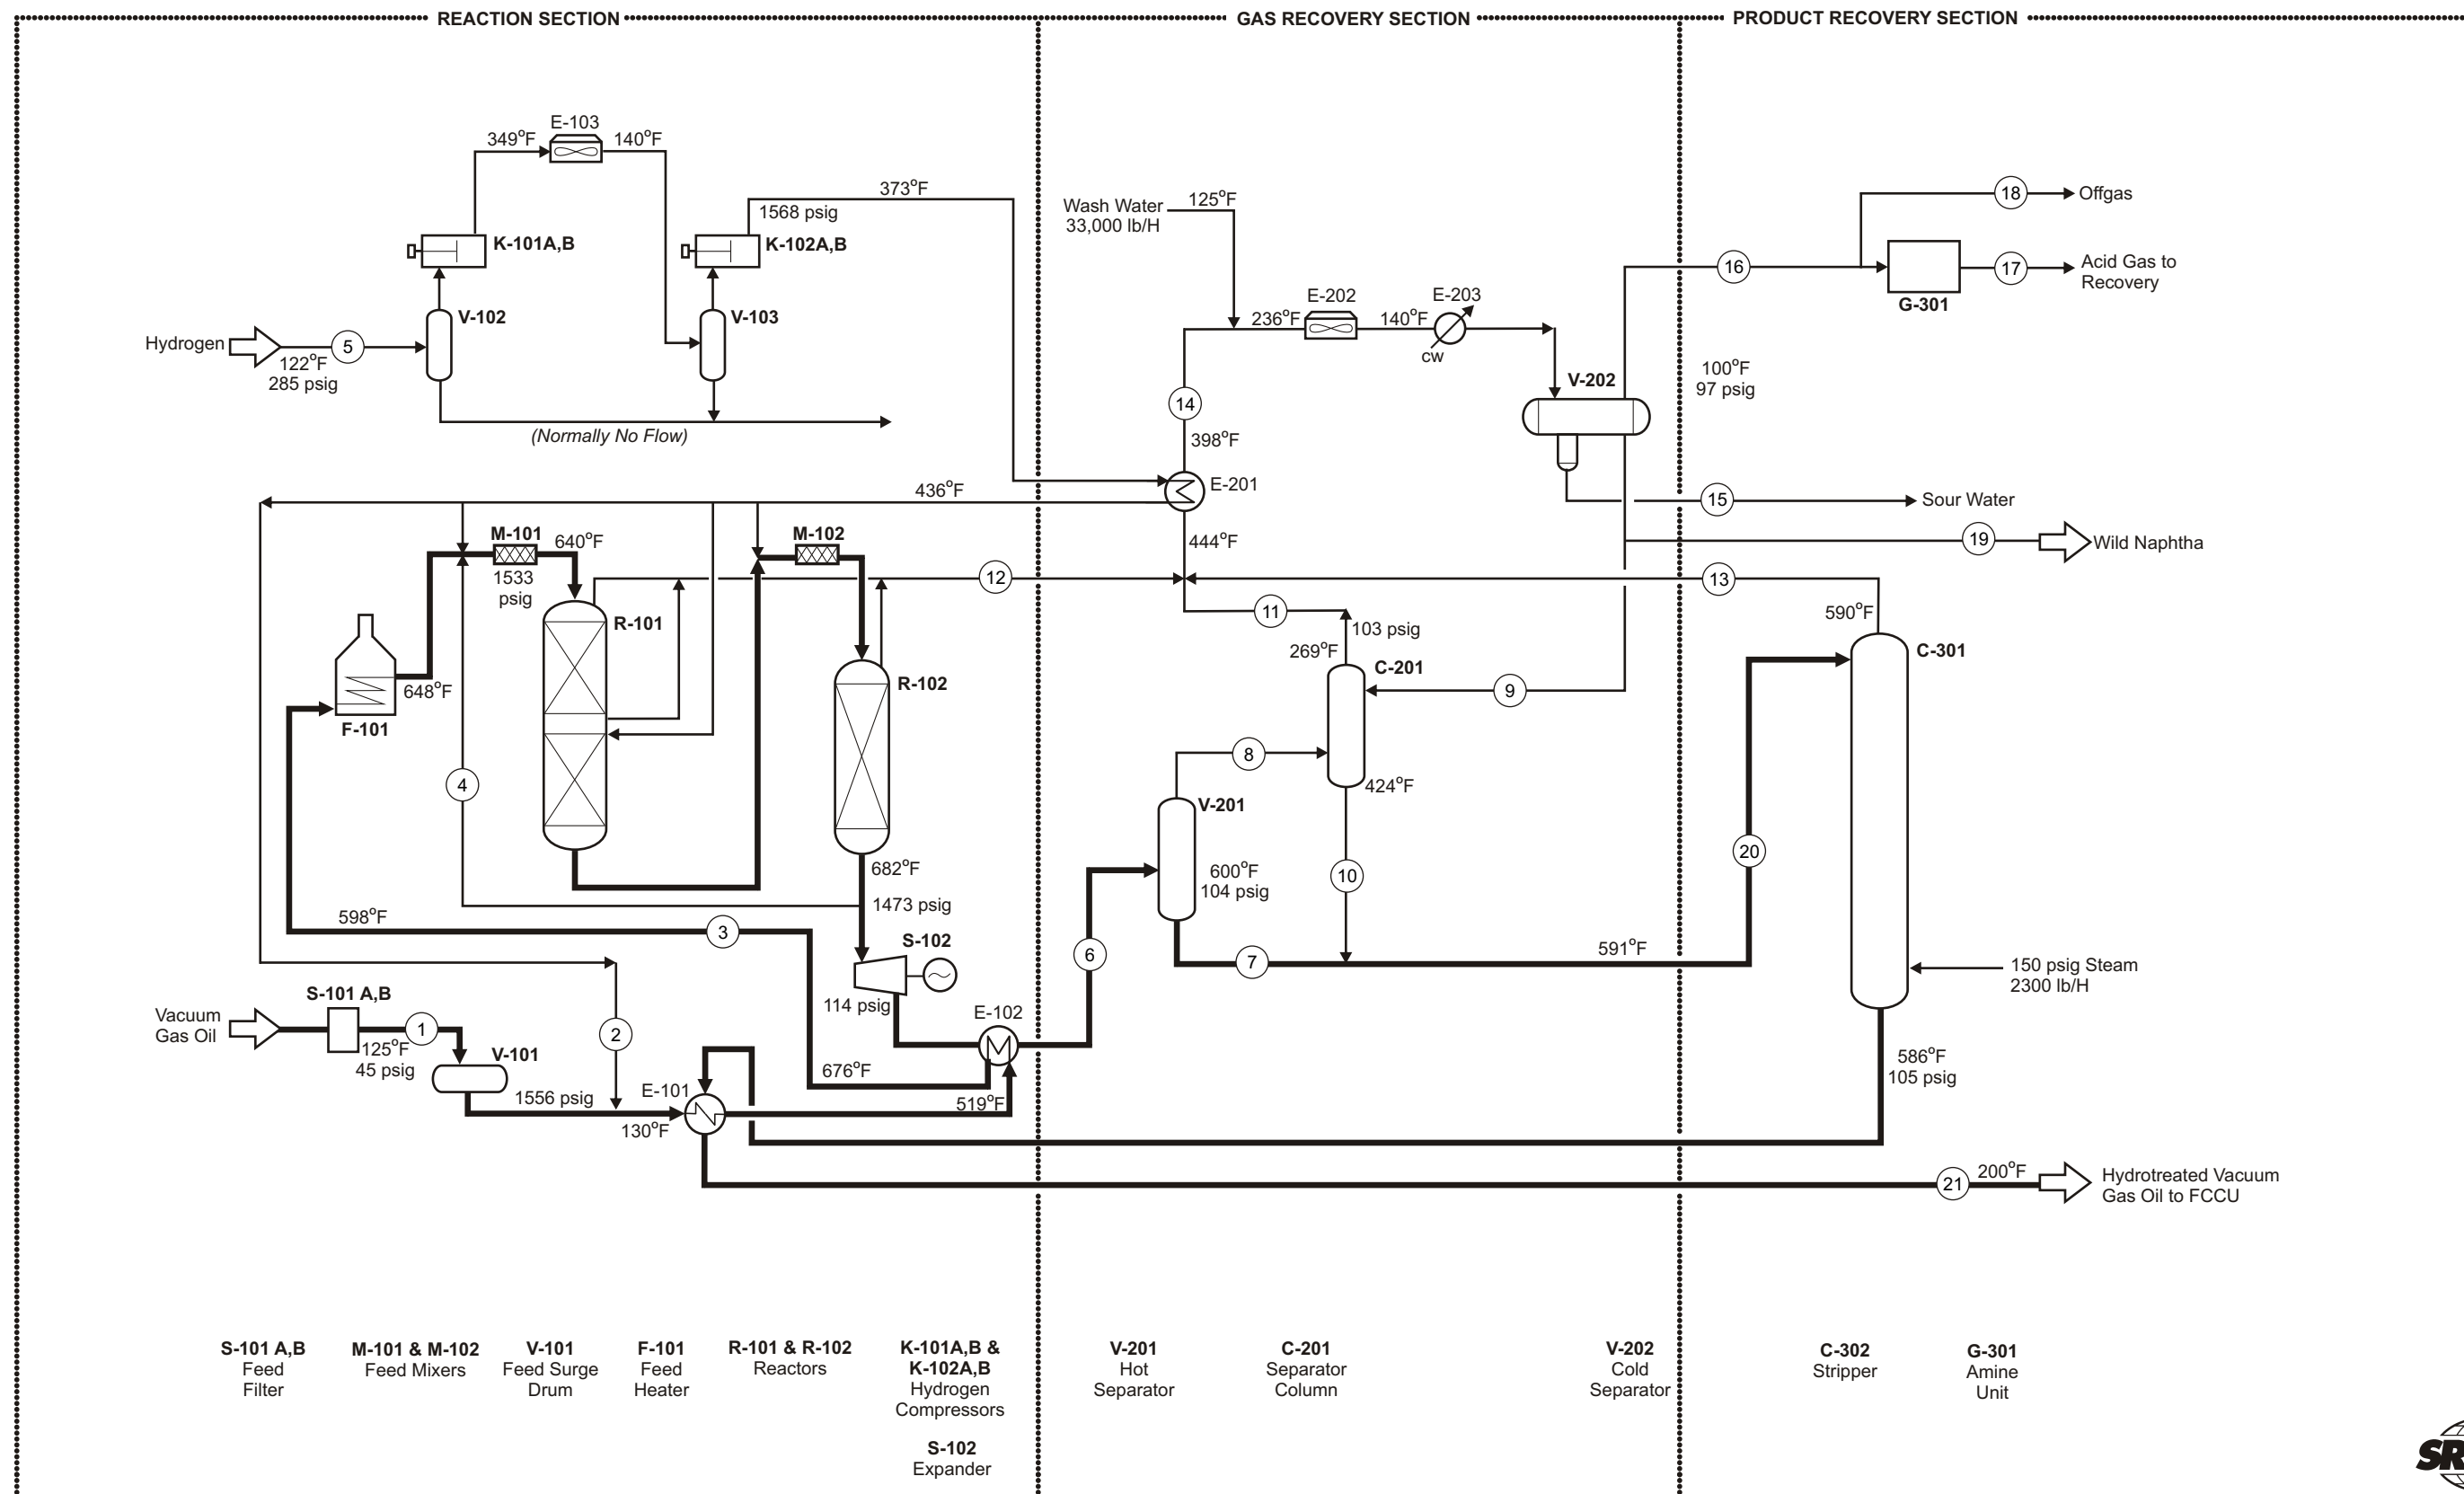 REACTION SECTION
GAS RECOVERY SECTION
PRODUCT RECOVERY SECTION
E-103
349°F
140°F
373°F
1568 psig
K-101A,B
K-102A,B
V-102
V-103
Hydrogen
5
122°F
285 psig
(Normally No Flow)
Wash Water
33,000 lb/H
125°F
E-202
E-203
236°F
140°F
cw
14
398°F
V-202
100°F
97 psig
16
18
Offgas
17
Acid Gas to
Recovery
G-301
436°F
E-201
15
Sour Water
444°F
19
Wild Naphtha
M-101
640°F
1533
psig
M-102
12
13
11
103 psig
590°F
R-101
269°F
C-201
C-301
648°F
F-101
R-102
9
4
8
424°F
V-201
600°F
104 psig
10
20
682°F
1473 psig
598°F
3
S-102
6
7
591°F
150 psig Steam
2300 lb/H
114 psig
E-102
S-101 A,B
Vacuum
Gas Oil
1
125°F
45 psig
V-101
2
1556 psig
E-101
130°F
676°F
519°F
586°F
105 psig
21
200°F
Hydrotreated Vacuum
Gas Oil to FCCU
S-101 A,B
Feed
Filter
M-101 & M-102
Feed Mixers
V-101
Feed Surge
Drum
F-101
Feed
Heater
R-101 & R-102
Reactors
K-101A,B &
K-102A,B
Hydrogen
Compressors
S-102
Expander
V-201
Hot
Separator
C-201
Separator
Column
V-202
Cold
Separator
C-302
Stripper
G-301
Amine
Unit